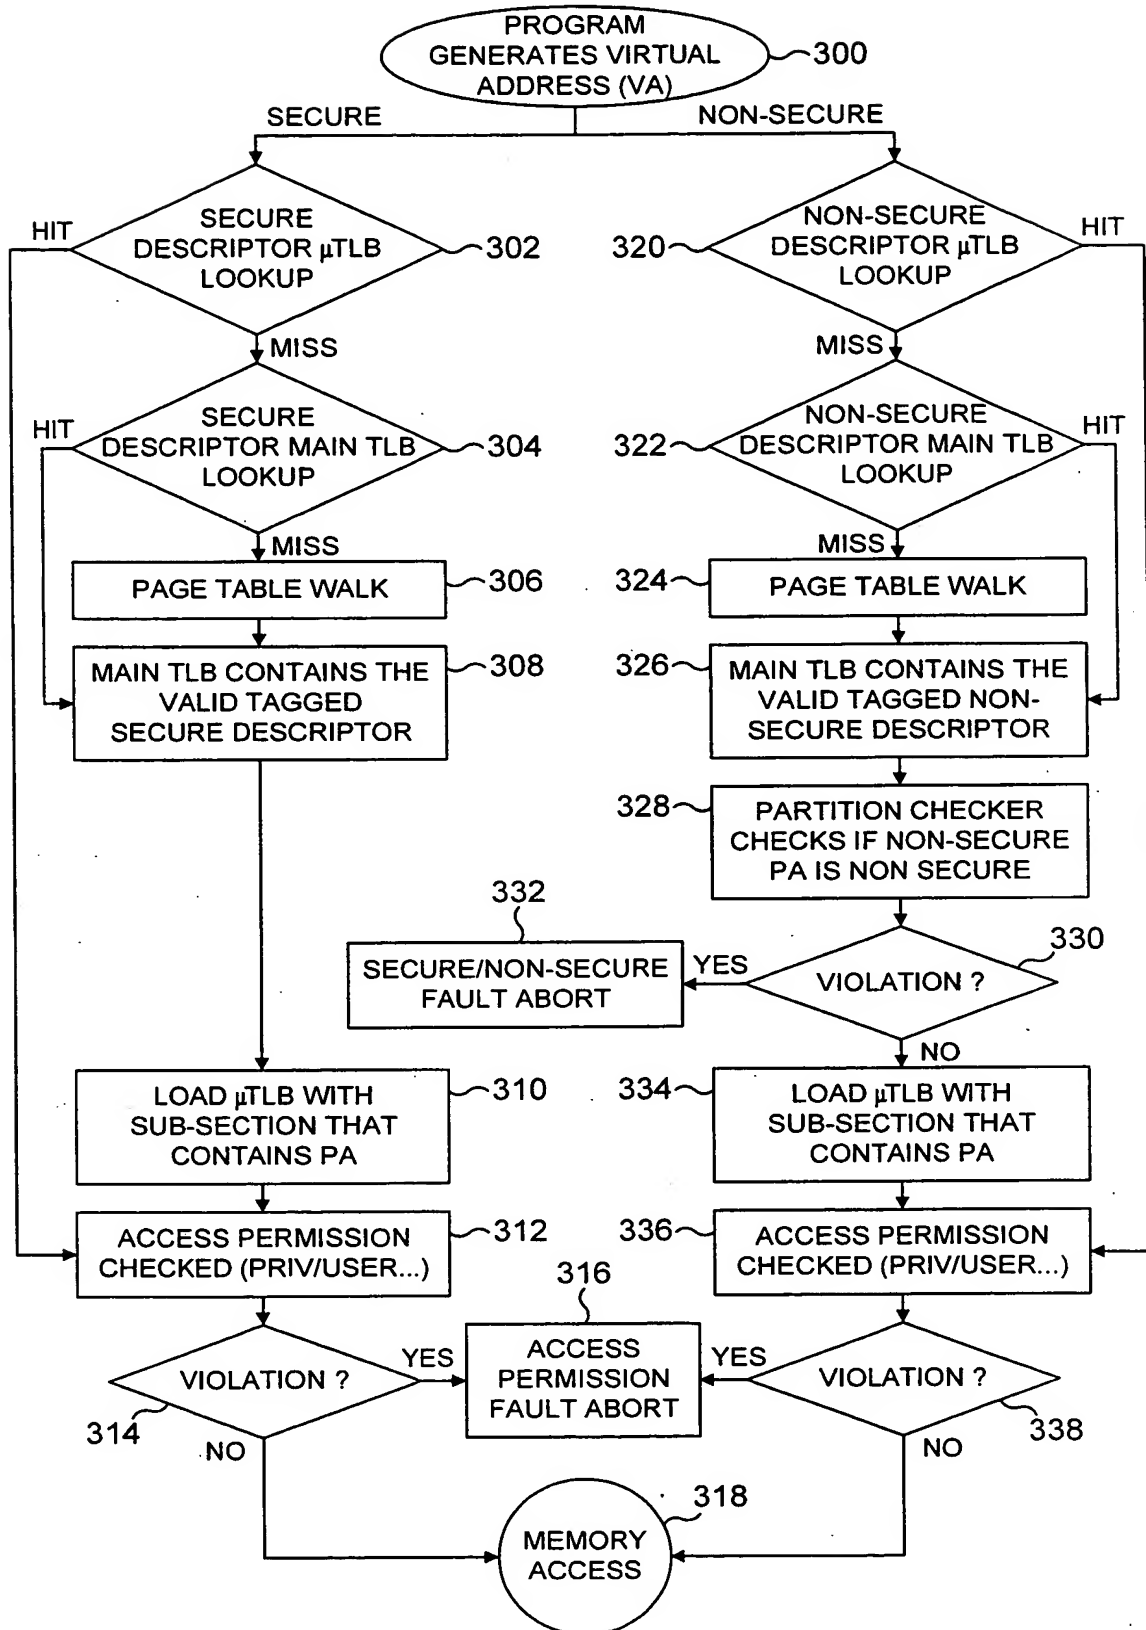 PROGRAM
GENERATES VIRTUAL
ADDRESS (VA)
300
SECURE
NON-SECURE
HIT
SECURE
DESCRIPTOR μTLB
LOOKUP
302
320
NON-SECURE
DESCRIPTOR μTLB
LOOKUP
HIT
MISS
MISS
HIT
SECURE
DESCRIPTOR MAIN TLB
LOOKUP
304
322
NON-SECURE
DESCRIPTOR MAIN TLB
LOOKUP
HIT
MISS
MISS
PAGE TABLE WALK
306
324
PAGE TABLE WALK
MAIN TLB CONTAINS THE
VALID TAGGED
SECURE DESCRIPTOR
308
326
MAIN TLB CONTAINS THE
VALID TAGGED NON-
SECURE DESCRIPTOR
328
PARTITION CHECKER
CHECKS IF NON-SECURE
PA IS NON SECURE
332
SECURE/NON-SECURE
FAULT ABORT
YES
VIOLATION ?
330
NO
LOAD μTLB WITH
SUB-SECTION THAT
CONTAINS PA
310
334
LOAD μTLB WITH
SUB-SECTION THAT
CONTAINS PA
ACCESS PERMISSION
CHECKED (PRIV/USER...)
312
336
ACCESS PERMISSION
CHECKED (PRIV/USER...)
316
VIOLATION ?
314
YES
NO
ACCESS
PERMISSION
FAULT ABORT
YES
VIOLATION ?
338
NO
MEMORY
ACCESS
318